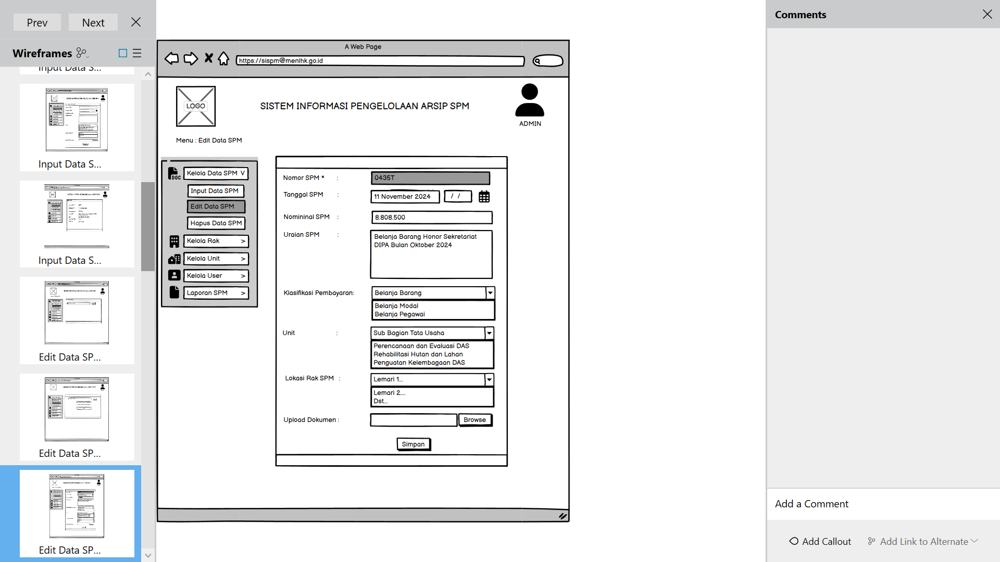 Prev
Next
Wireframes
Input Data S...
Input Data S...
Input Data S...
Edit Data SP...
Edit Data SP...
Edit Data SP...
A Web Page
https://sispm@menlhk.go.id
LOGO
SISTEM INFORMASI PENGELOLAAN ARSIP SPM
ADMIN
Menu : Edit Data SPM
DOC
Kelola Data SPM V
Input Data SPM
Edit Data SPM
Hapus Data SPM
Kelola Rak >
Kelola Unit >
Kelola User >
Laporan SPM >
Nomor SPM * : 0435T
Tanggal SPM : 11 November 2024 / /
Nomininal SPM : 8.808.500
Uraian SPM : Belanja Barang Honor Sekretariat
DIPA Bulan Oktober 2024
Klasifikasi Pembayaran: Belanja Barang
Belanja Modal
Belanja Pegawai
Unit : Sub Bagian Tata Usaha
Perencanaan dan Evaluasi DAS
Rehabilitasi Hutan dan Lahan
Penguatan Kelembagaan DAS
Lokasi Rak SPM : Lemari 1...
Lemari 2....
Dst...
Upload Dokumen : Browse
Simpan
Comments
Add a Comment
Add Callout
Add Link to Alternate